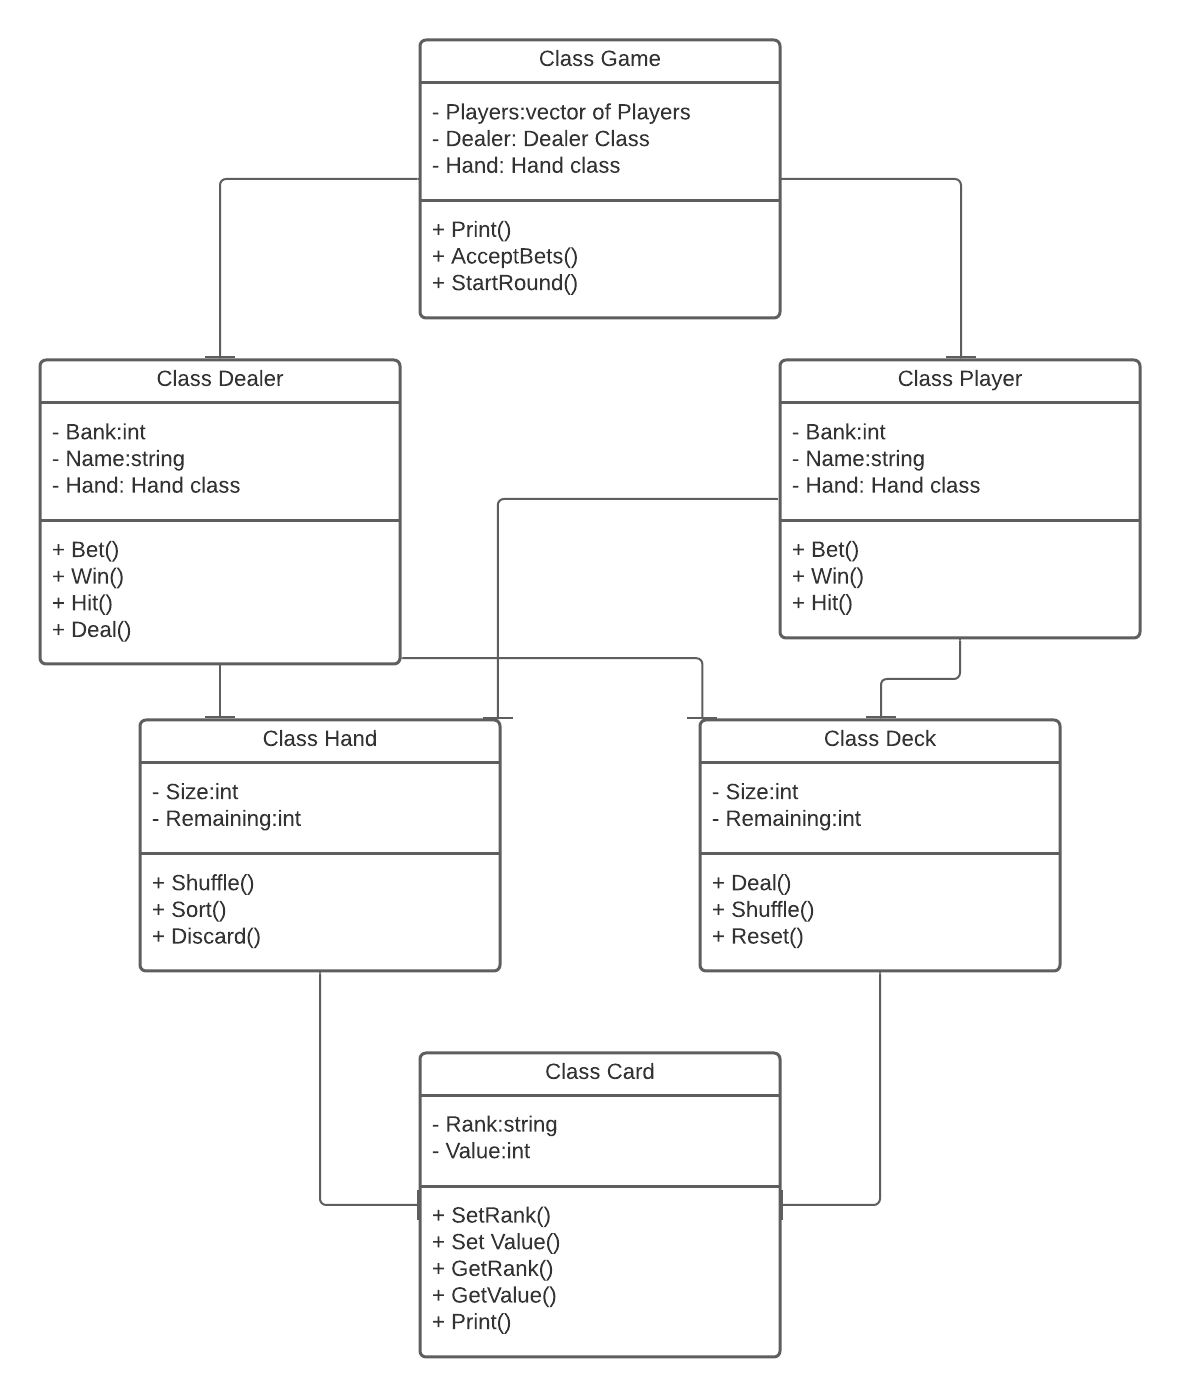 Class Game
- Players:vector of Players
- Dealer: Dealer Class
- Hand: Hand class
+ Print()
+ AcceptBets()
+ StartRound()
Class Dealer
- Bank:int
- Name:string
- Hand: Hand class
+ Bet()
+ Win()
+ Hit()
+ Deal()
Class Player
- Bank:int
- Name:string
- Hand: Hand class
+ Bet()
+ Win()
+ Hit()
Class Hand
- Size:int
- Remaining:int
+ Shuffle()
+ Sort()
+ Discard()
Class Deck
- Size:int
- Remaining:int
+ Deal()
+ Shuffle()
+ Reset()
Class Card
- Rank:string
- Value:int
+ SetRank()
+ Set Value()
+ GetRank()
+ GetValue()
+ Print()